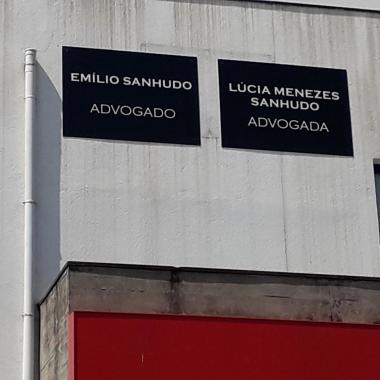 EMÍLIO SANHUDO
ADVOGADO
LÚCIA MENEZES
SANHUDO
ADVOGADA